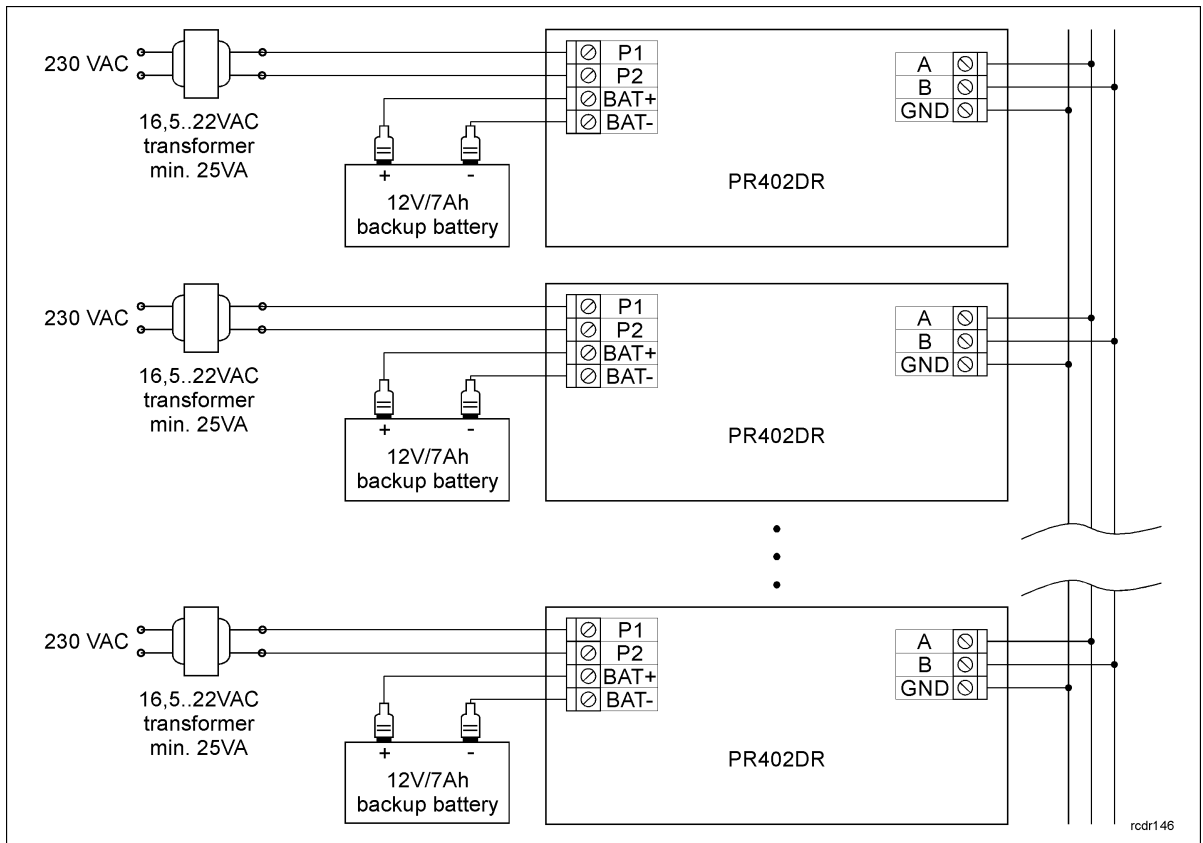 230 VAC
16,5..22VAC
transformer
min. 25VA
P1
P2
BAT+
BAT-
+ -
12V/7Ah
backup battery
PR402DR
A
B
GND
230 VAC
16,5..22VAC
transformer
min. 25VA
P1
P2
BAT+
BAT-
+ -
12V/7Ah
backup battery
PR402DR
A
B
GND
230 VAC
16,5..22VAC
transformer
min. 25VA
P1
P2
BAT+
BAT-
+ -
12V/7Ah
backup battery
PR402DR
A
B
GND
rcdr146